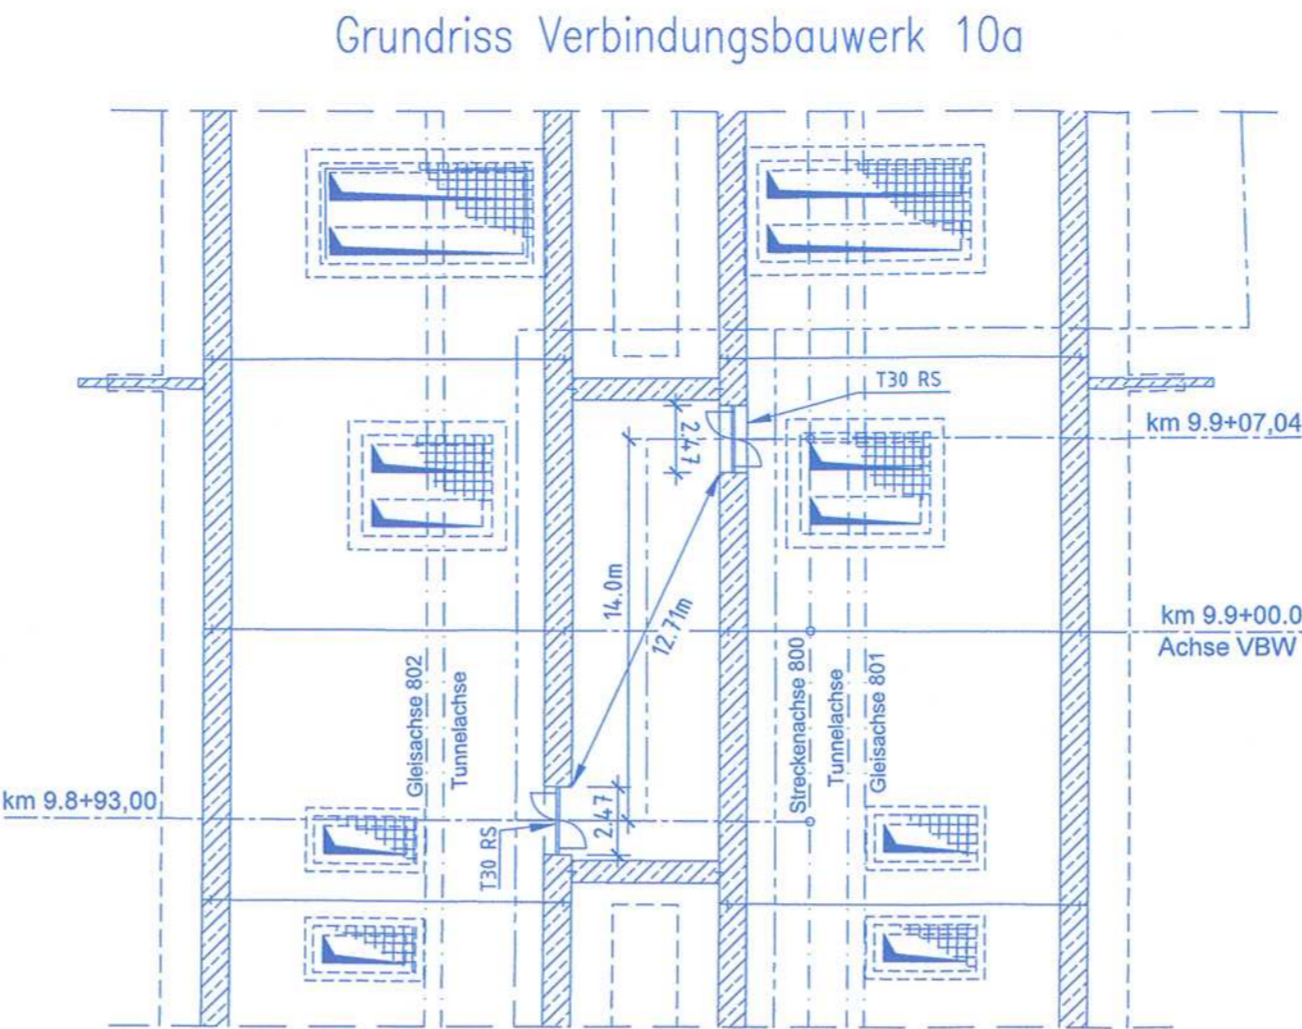 Grundriss Verbindungsbauwerk 10a
T30 RS
km 9.9+07,04
2.47
14.0m
12.71m
km 9.9+00.0
Achse VBW
Gleisachse 802
Tunnelachse
Streckenachse 800
Tunnelachse
Gleisachse 801
km 9.8+93,00
2.47
T30 RS